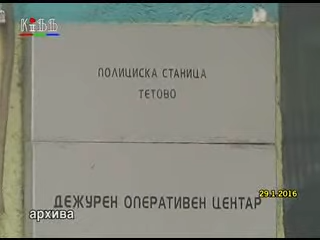 ПОЛИЦИСКА СТАНИЦА
ТЕТОВО
29.1.2016
ДЕЖУРЕН ОПЕРАТИВЕН ЦЕНТАР
архива